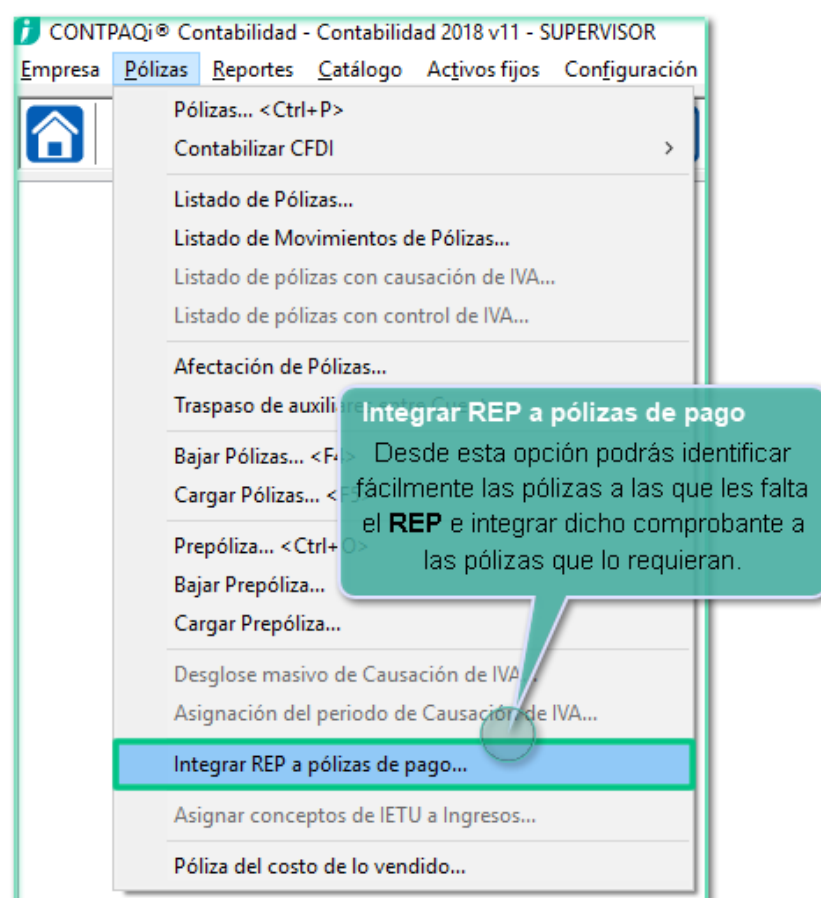 CONTPAQi® Contabilidad - Contabilidad 2018 v11 - SUPERVISOR
Empresa Pólizas Reportes Catálogo Activos fijos Configuración
Pólizas... <Ctrl+P>
Contabilizar CFDI >
Listado de Pólizas...
Listado de Movimientos de Pólizas...
Listado de pólizas con causación de IVA...
Listado de pólizas con control de IVA...
Afectación de Pólizas...
Traspaso de auxiliares entre Cuentas...
Bajar Pólizas... <F4>
Cargar Pólizas... <F5>
Prepóliza... <Ctrl+O>
Bajar Prepóliza...
Cargar Prepóliza...
Desglose masivo de Causación de IVA...
Asignación del periodo de Causación de IVA...
Integrar REP a pólizas de pago...
Asignar conceptos de IETU a Ingresos...
Póliza del costo de lo vendido...
Integrar REP a pólizas de pago
Desde esta opción podrás identificar
fácilmente las pólizas a las que les falta
el REP e integrar dicho comprobante a
las pólizas que lo requieran.